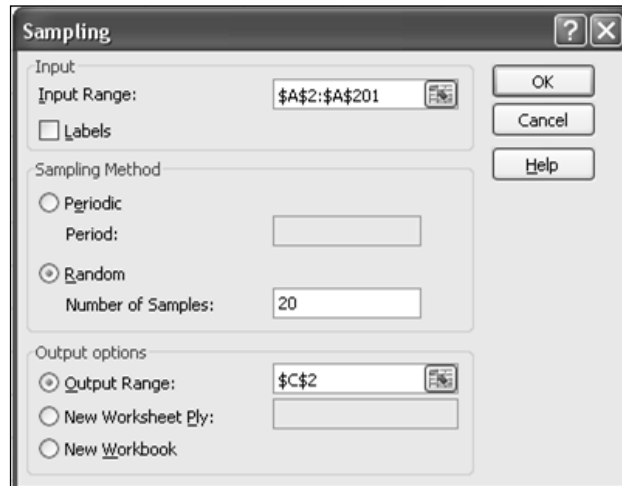 Sampling
Input
Input Range: $A$2:$A$201
Labels
Sampling Method
Periodic
Period:
Random
Number of Samples: 20
Output options
Output Range: $C$2
New Worksheet Ply:
New Workbook
OK
Cancel
Help